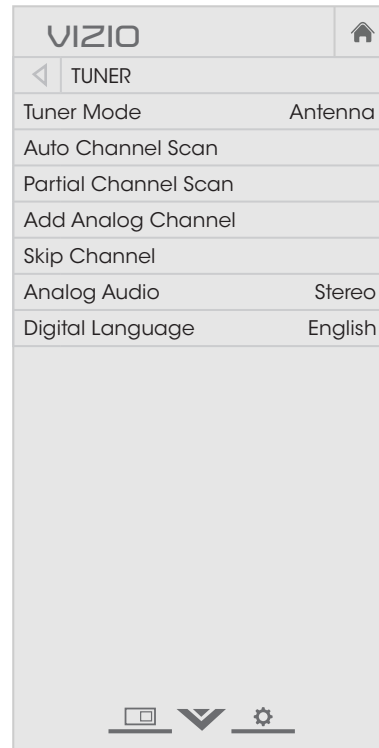 VIZIO
TUNER
Tuner Mode Antenna
Auto Channel Scan
Partial Channel Scan
Add Analog Channel
Skip Channel
Analog Audio Stereo
Digital Language English